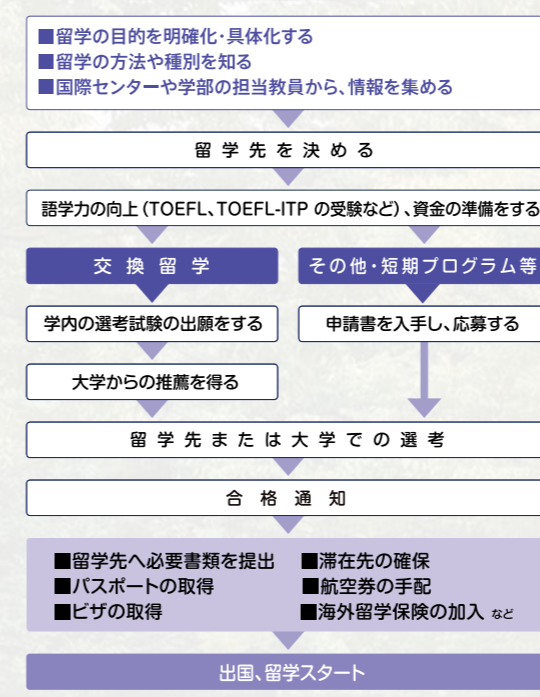 ■留学の目的を明確化・具体化する
■留学の方法や種別を知る
■国際センターや学部の担当教員から、情報を集める
留学先を決める
語学力の向上（TOEFL、TOEFL-ITP の受験など）、資金の準備をする
交換留学
その他・短期プログラム等
学内の選考試験の出願をする
申請書を入手し、応募する
大学からの推薦を得る
留学先または大学での選考
合格通知
■留学先へ必要書類を提出
■パスポートの取得
■ビザの取得
■滞在先の確保
■航空券の手配
■海外留学保険の加入 など
出国、留学スタート